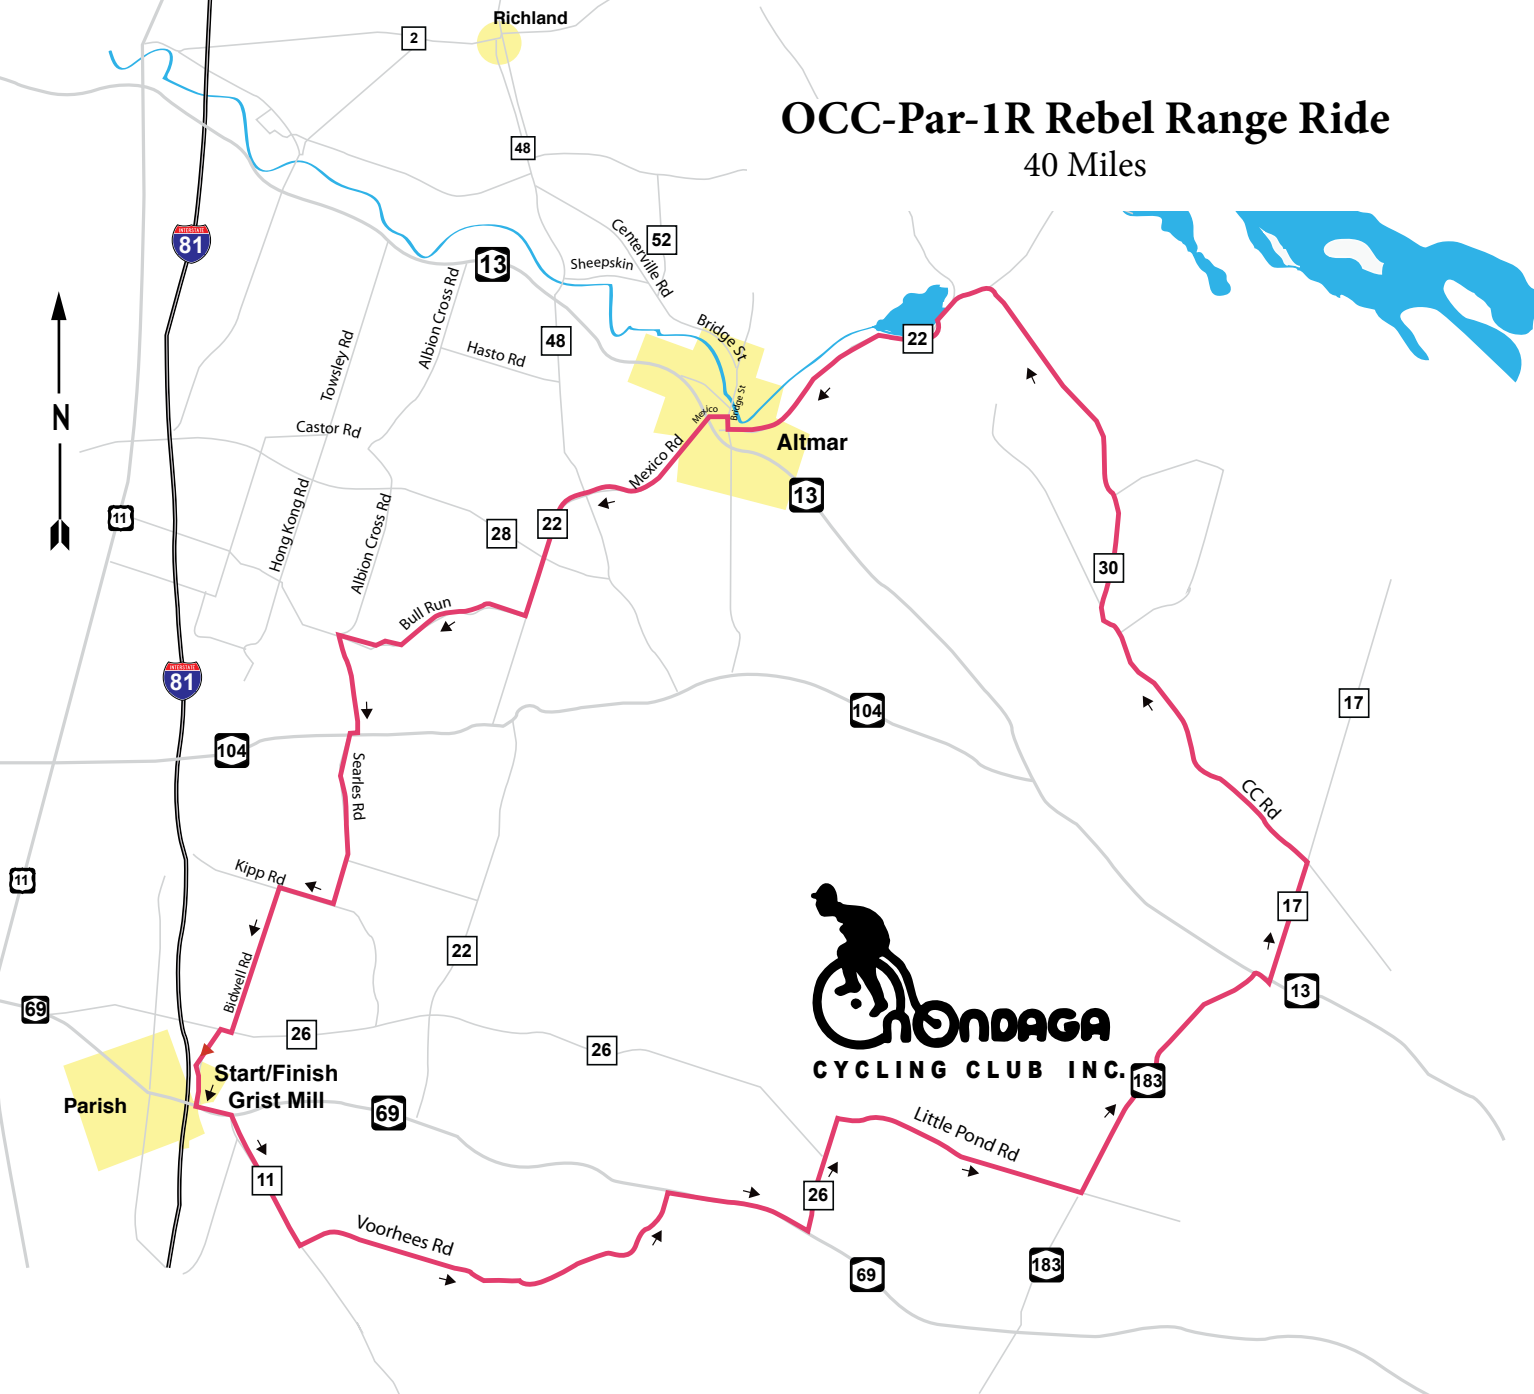 Richland
2
OCC-Par-1R Rebel Range Ride
40 Miles
48
52
Centerville Rd
Sheepskin
INTERSTATE
81
13
Albion Cross Rd
Bridge St
22
48
Hasto Rd
Towsley Rd
N
Bridge St
Mexico
Castor Rd
Altmar
Mexico Rd
13
11
Hong Kong Rd
Albion Cross Rd
28
22
30
Bull Run
INTERSTATE
81
17
104
104
Searles Rd
CC Rd
Kipp Rd
11
17
22
Bidwell Rd
13
69
ONONDAGA
CYCLING CLUB INC.
26
26
Start/Finish
Grist Mill
183
Parish
69
Little Pond Rd
11
26
Voorhees Rd
183
69